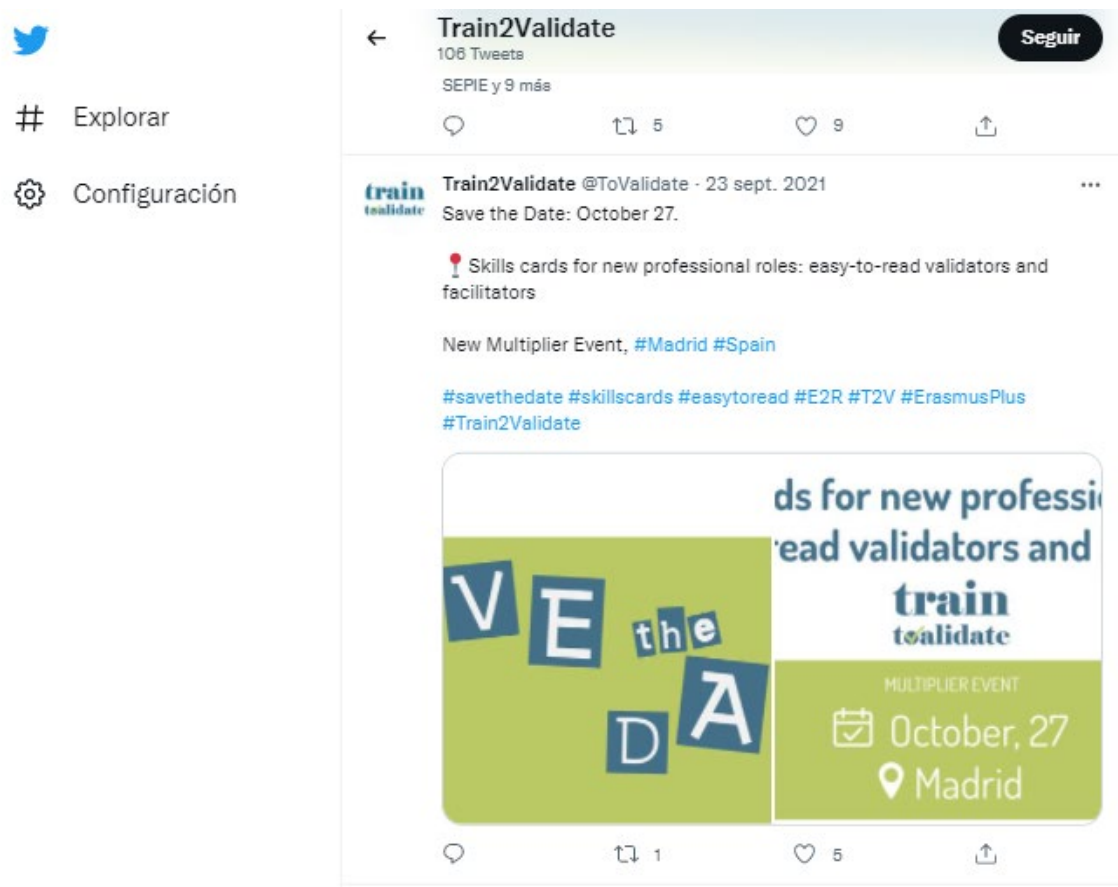 Train2Validate
106 Tweets
Seguir
SEPIE y 9 más
5 9
Explorar
Configuración
train
toalidate
Train2Validate @ToValidate · 23 sept. 2021
Save the Date: October 27.
Skills cards for new professional roles: easy-to-read validators and
facilitators
New Multiplier Event, #Madrid #Spain
#savethedate #skillscards #easytoread #E2R #T2V #ErasmusPlus
#Train2Validate
VE the
DA
ds for new professi
ead validators and
train
toalidate
MULTIPLIER EVENT
October, 27
Madrid
1 5